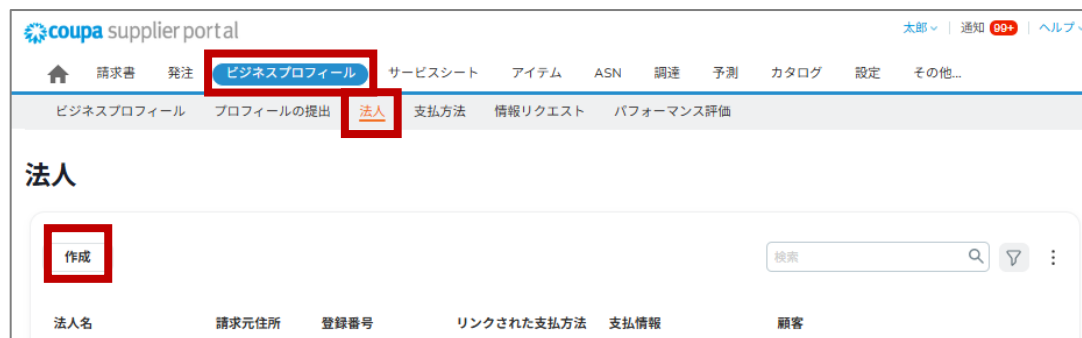 coupa supplier portal 太郎 通知 99+ ヘルプ
請求書 発注 ビジネスプロフィール サービスシート アイテム ASN 調達 予測 カタログ 設定 その他...
ビジネスプロフィール プロフィールの提出 法人 支払方法 情報リクエスト パフォーマンス評価
法人
作成 検索
法人名 請求元住所 登録番号 リンクされた支払方法 支払情報 顧客